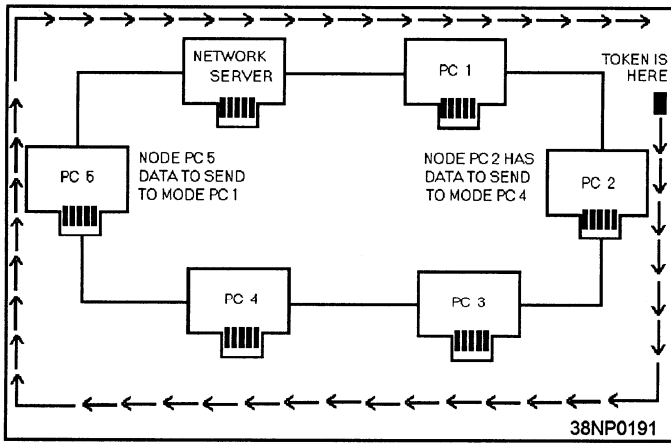 NETWORK
SERVER
PC 1
TOKEN IS
HERE
PC 5
NODE PC 5
DATA TO SEND
TO MODE PC 1
NODE PC 2 HAS
DATA TO SEND
TO MODE PC 4
PC 2
PC 4
PC 3
38NP0191